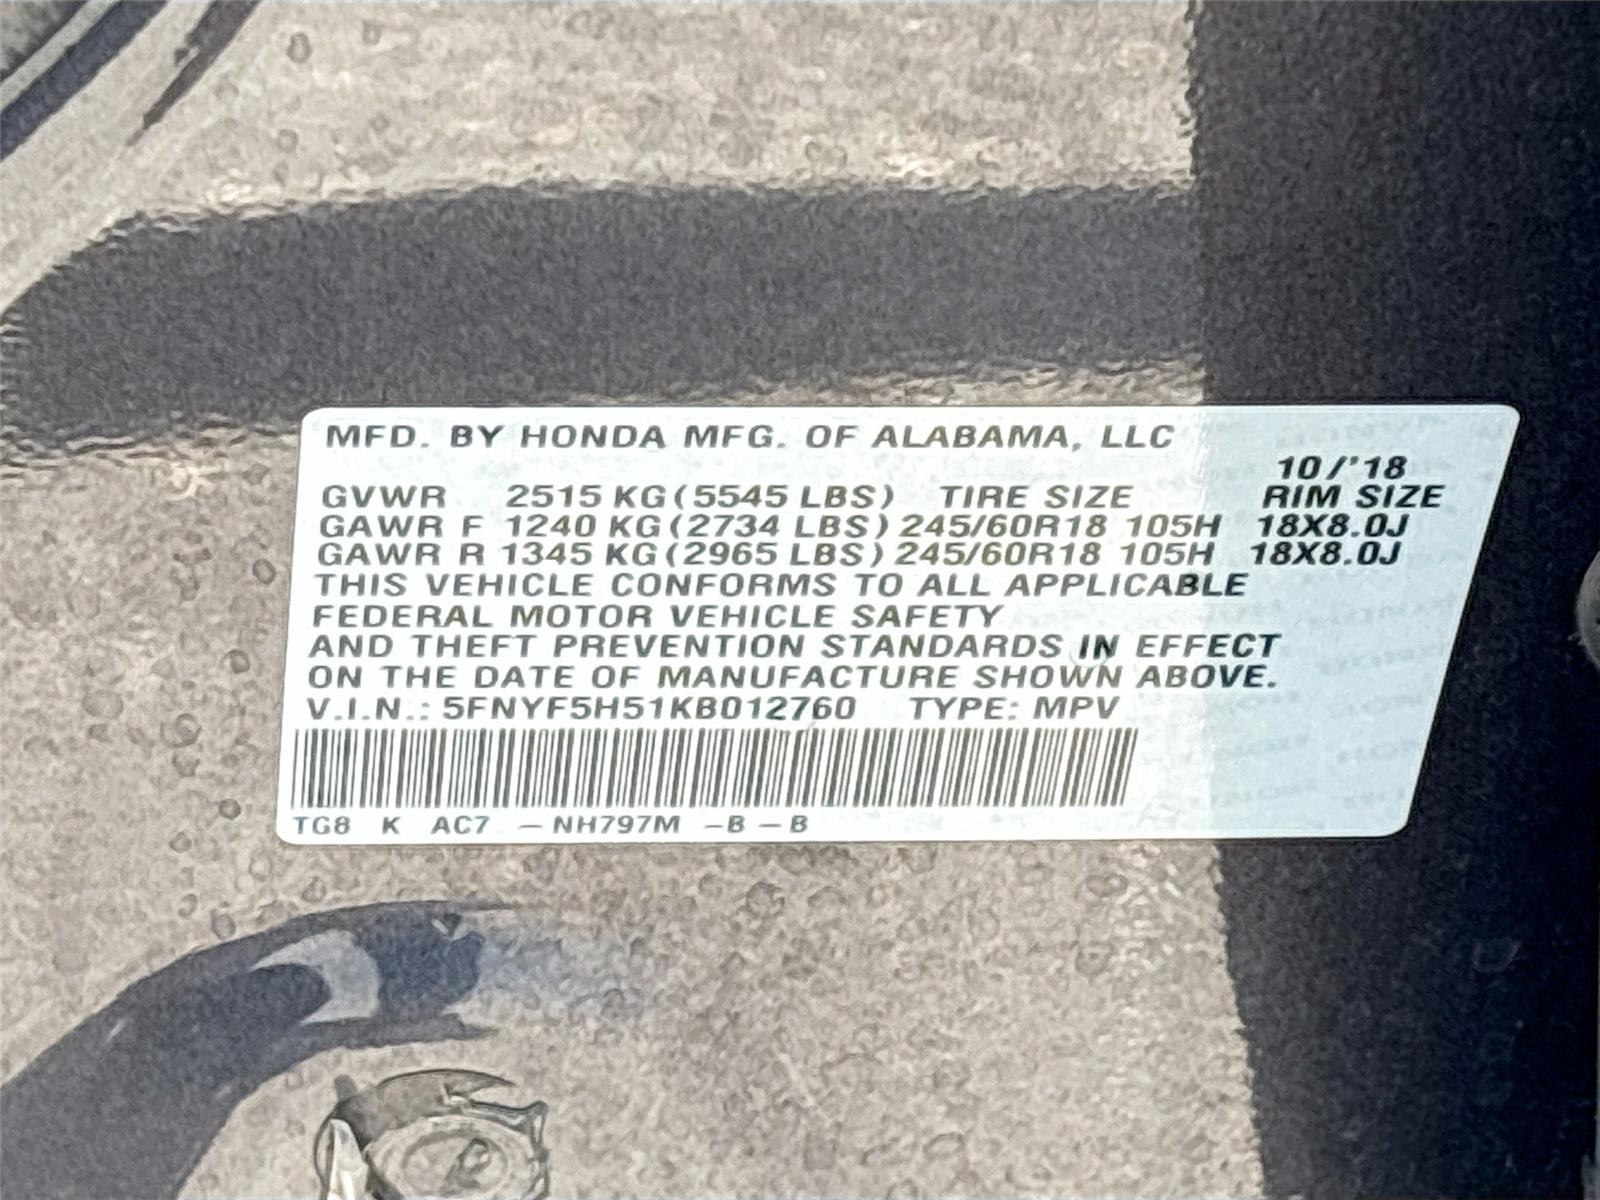 MFD. BY HONDA MFG. OF ALABAMA, LLC
10/'18
GVWR 2515 KG (5545 LBS) TIRE SIZE RIM SIZE
GAWR F 1240 KG (2734 LBS) 245/60R18 105H 18X8.0J
GAWR R 1345 KG (2965 LBS) 245/60R18 105H 18X8.0J
THIS VEHICLE CONFORMS TO ALL APPLICABLE
FEDERAL MOTOR VEHICLE SAFETY
AND THEFT PREVENTION STANDARDS IN EFFECT
ON THE DATE OF MANUFACTURE SHOWN ABOVE.
V.I.N.: 5FNYF5H51KB012760 TYPE: MPV
TG8 K AC7 - NH797M - B - B